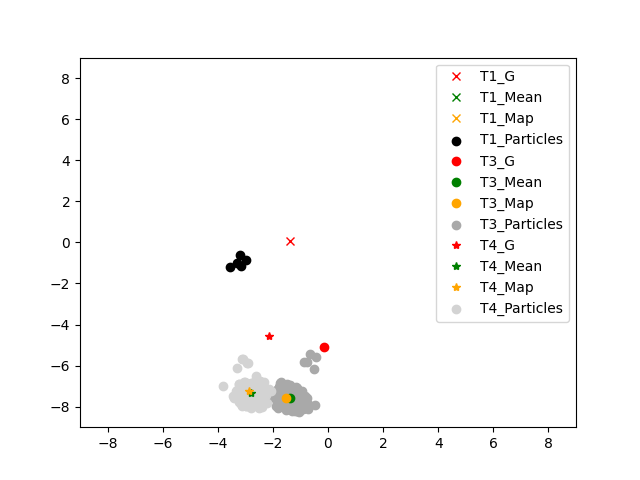 8
6
4
2
0
−2
−4
−6
−8
−8
−6
−4
−2
0
2
4
6
8
T1_G
T1_Mean
T1_Map
T1_Particles
T3_G
T3_Mean
T3_Map
T3_Particles
T4_G
T4_Mean
T4_Map
T4_Particles